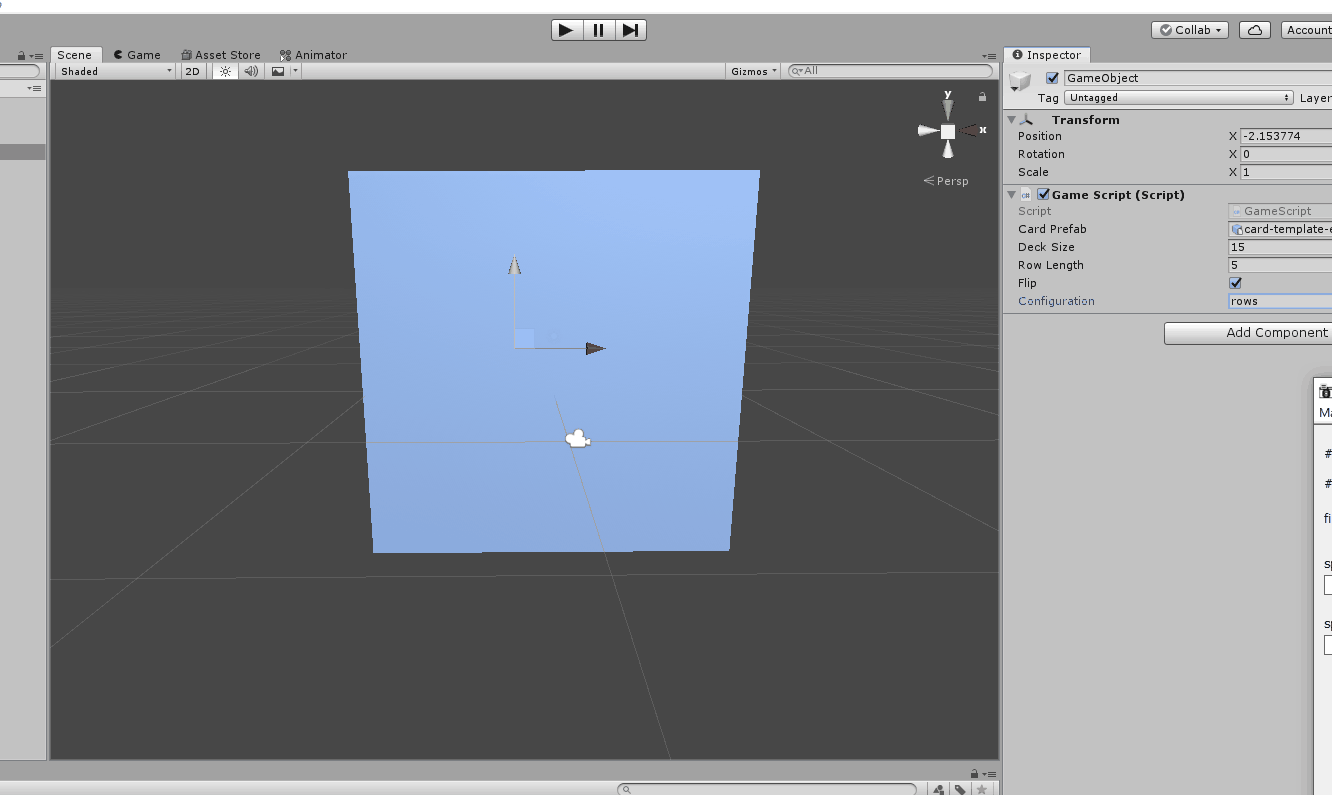 Collab
Account
Scene
Game
Asset Store
Animator
Inspector
Shaded
2D
Gizmos
All
GameObject
Tag
Untagged
Layer
y
x
Persp
Transform
Position
X
-2.153774
Rotation
X
0
Scale
X
1
Game Script (Script)
Script
GameScript
Card Prefab
card-template-e
Deck Size
15
Row Length
5
Flip
Configuration
rows
Add Component
Ma
#
#
fi
sp
sp